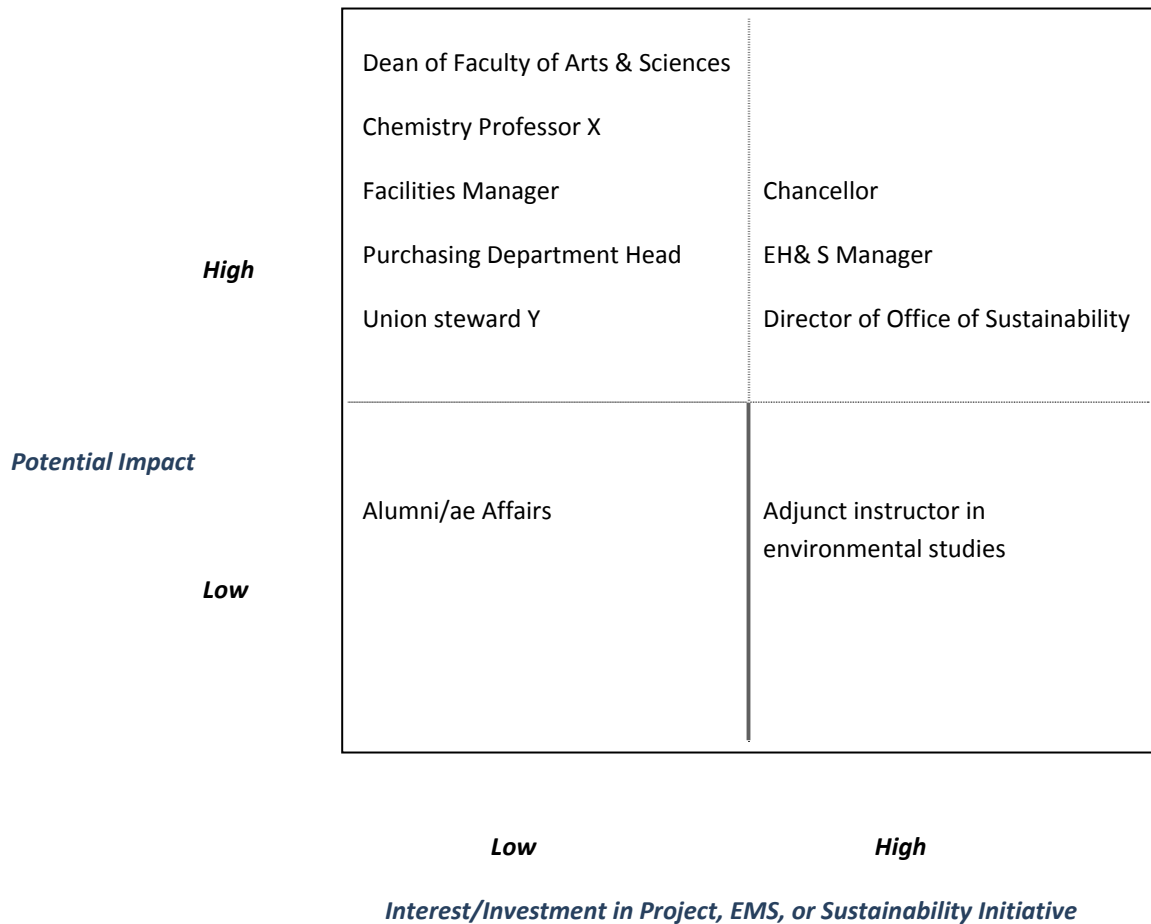 Dean of Faculty of Arts & Sciences
Chemistry Professor X
Facilities Manager
Chancellor
High
Purchasing Department Head
EH& S Manager
Union steward Y
Director of Office of Sustainability
Potential Impact
Alumni/ae Affairs
Adjunct instructor in
environmental studies
Low
Low
High
Interest/Investment in Project, EMS, or Sustainability Initiative